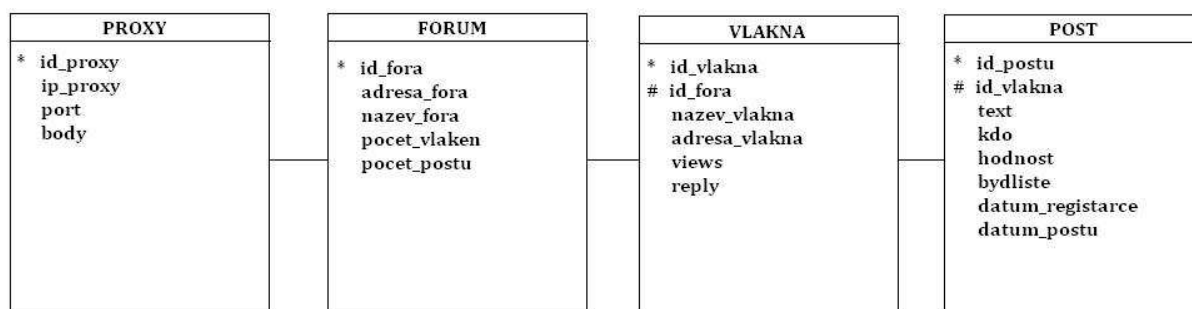 PROXY
* id_proxy
ip_proxy
port
body
FORUM
* id_fora
adresa_fora
nazev_fora
pocet_vlaken
pocet_postu
VLAKNA
* id_vlakna
# id_fora
nazev_vlakna
adresa_vlakna
views
reply
POST
* id_postu
# id_vlakna
text
kdo
hodnost
bydliste
datum_registarce
datum_postu